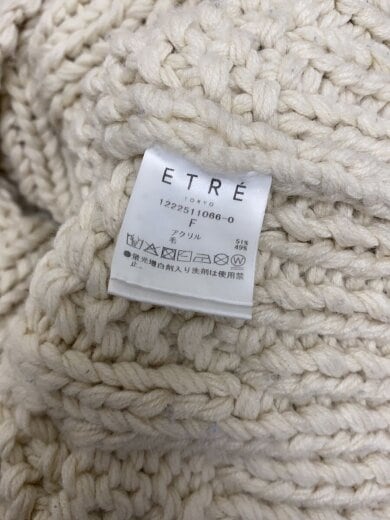 ETRÉ
TOKYO
1222511066-0
F
アクリル 51%
毛 49%
●蛍光増白剤入り洗剤は使用禁
止。